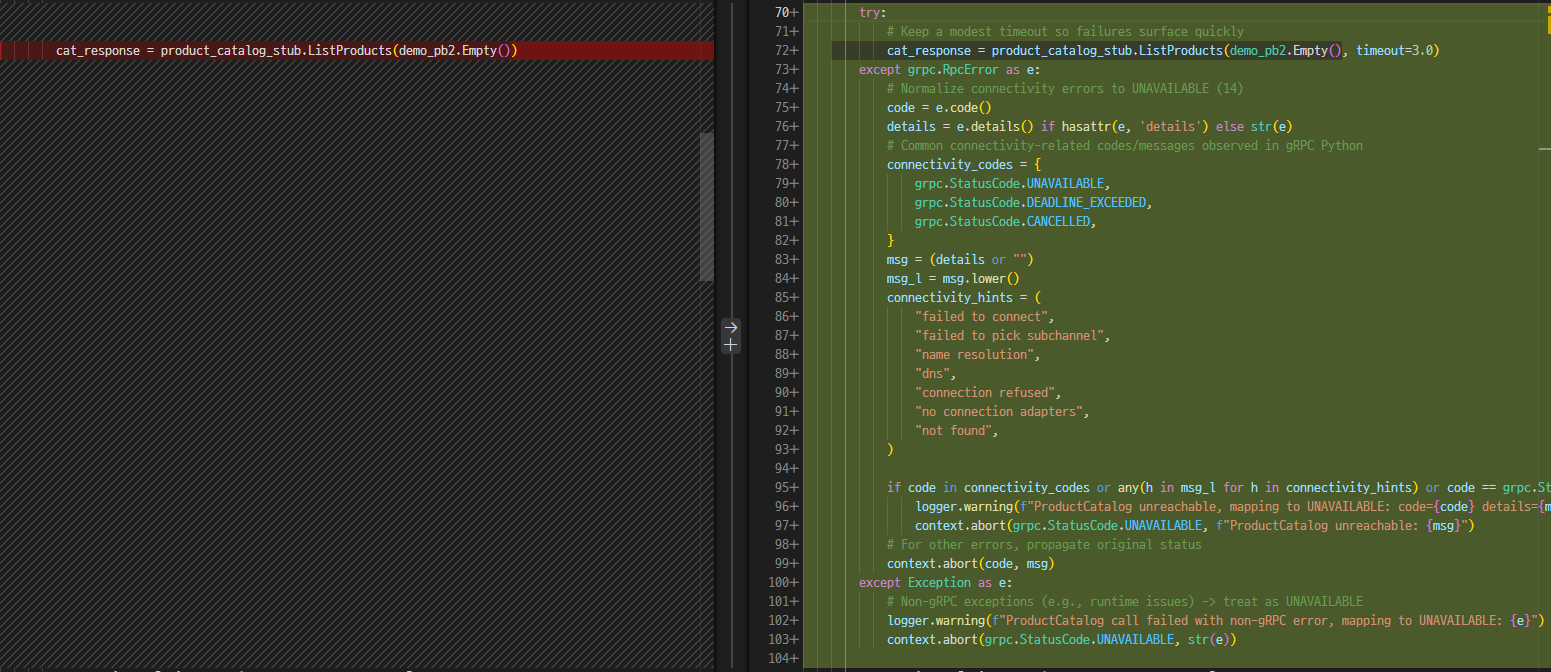 cat_response = product_catalog_stub.ListProducts(demo_pb2.Empty())
70+ try:
71+ # Keep a modest timeout so failures surface quickly
72+ cat_response = product_catalog_stub.ListProducts(demo_pb2.Empty(), timeout=3.0)
73+ except grpc.RpcError as e:
74+ # Normalize connectivity errors to UNAVAILABLE (14)
75+ code = e.code()
76+ details = e.details() if hasattr(e, 'details') else str(e)
77+ # Common connectivity-related codes/messages observed in gRPC Python
78+ connectivity_codes = {
79+ grpc.StatusCode.UNAVAILABLE,
80+ grpc.StatusCode.DEADLINE_EXCEEDED,
81+ grpc.StatusCode.CANCELLED,
82+ }
83+ msg = (details or "")
84+ msg_l = msg.lower()
85+ connectivity_hints = (
86+ "failed to connect",
87+ "failed to pick subchannel",
88+ "name resolution",
89+ "dns",
90+ "connection refused",
91+ "no connection adapters",
92+ "not found",
93+ )
94+
95+ if code in connectivity_codes or any(h in msg_l for h in connectivity_hints) or code == grpc.St
96+ logger.warning(f"ProductCatalog unreachable, mapping to UNAVAILABLE: code={code} details={m
97+ context.abort(grpc.StatusCode.UNAVAILABLE, f"ProductCatalog unreachable: {msg}")
98+ # For other errors, propagate original status
99+ context.abort(code, msg)
100+ except Exception as e:
101+ # Non-gRPC exceptions (e.g., runtime issues) -> treat as UNAVAILABLE
102+ logger.warning(f"ProductCatalog call failed with non-gRPC error, mapping to UNAVAILABLE: {e}")
103+ context.abort(grpc.StatusCode.UNAVAILABLE, str(e))
104+